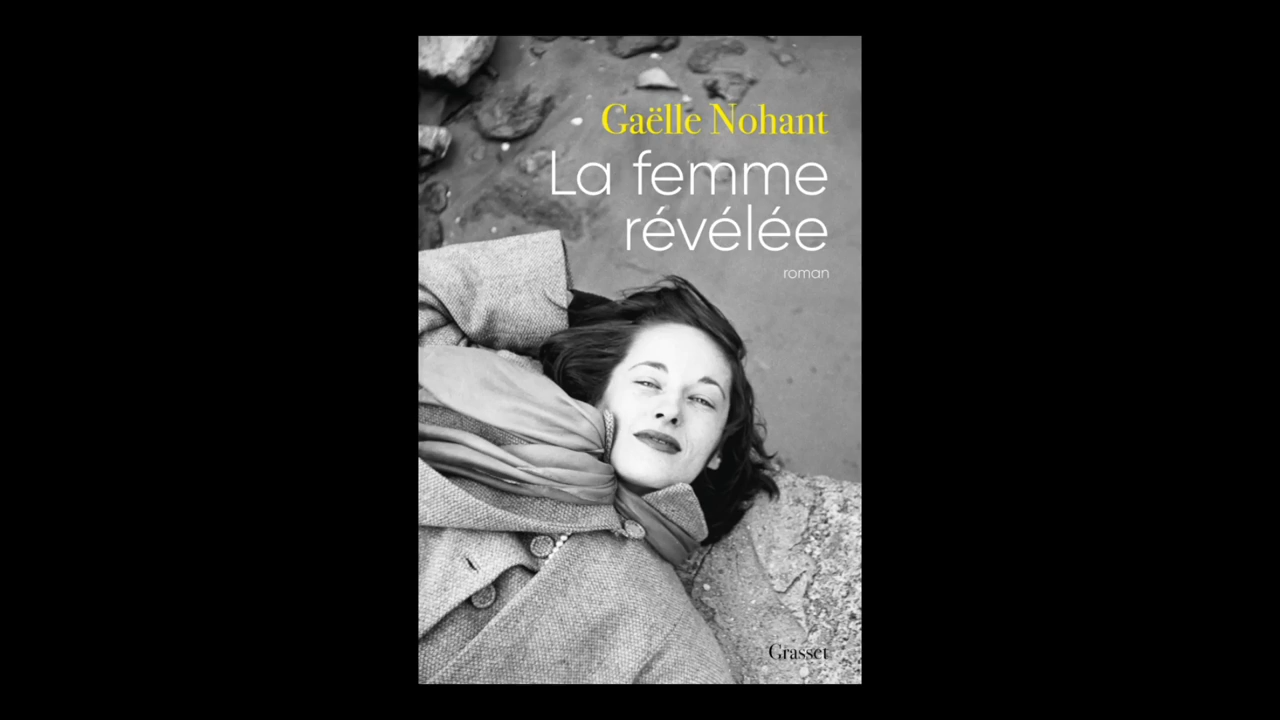 Gaëlle Nohant
La femme
révélée
roman
Grasset